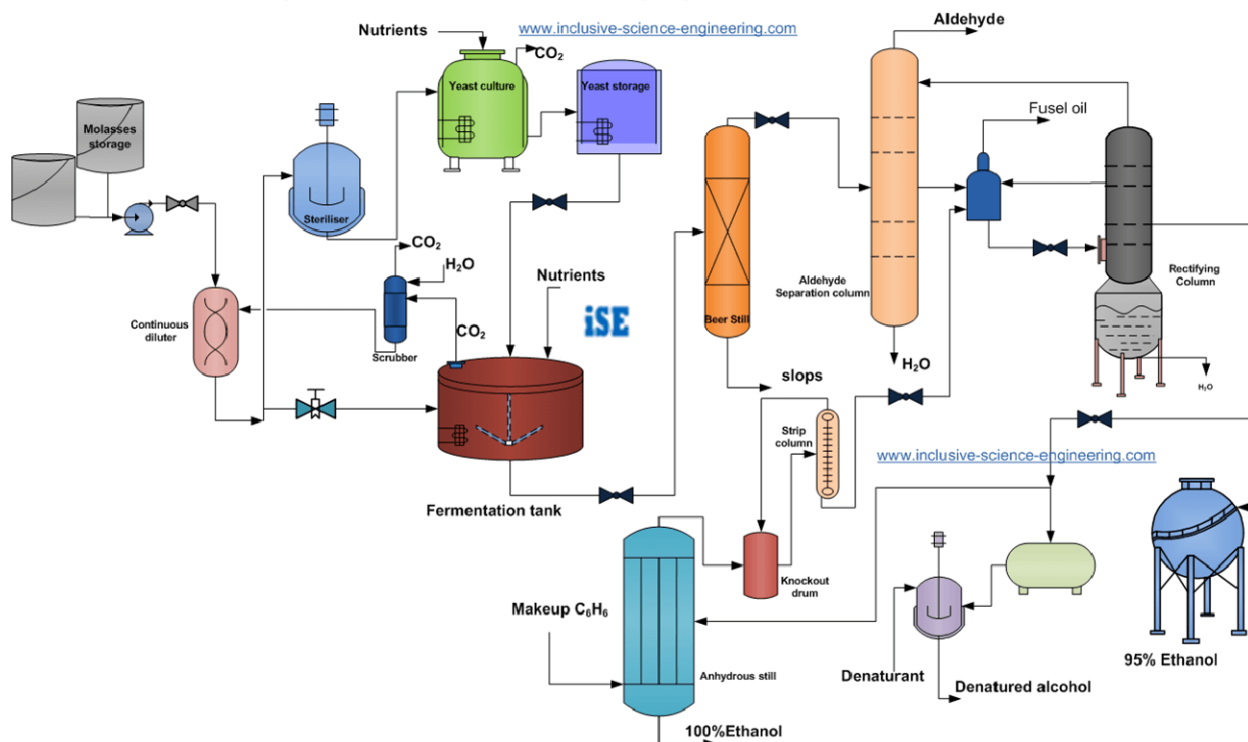 Aldehyde
Nutrients
www.inclusive-science-engineering.com
CO₂
Yeast culture
Yeast storage
Fusel oil
Molasses
storage
Steriliser
CO₂
H₂O
Nutrients
iSE
Continuous
diluter
Scrubber
CO₂
Beer Still
Aldehyde
Separation column
Rectifying
Column
H₂O
H₂O
slops
Strip
column
www.inclusive-science-engineering.com
Fermentation tank
Knockout
drum
Makeup C₆H₆
Anhydrous still
Denaturant
Denatured alcohol
95% Ethanol
100%Ethanol